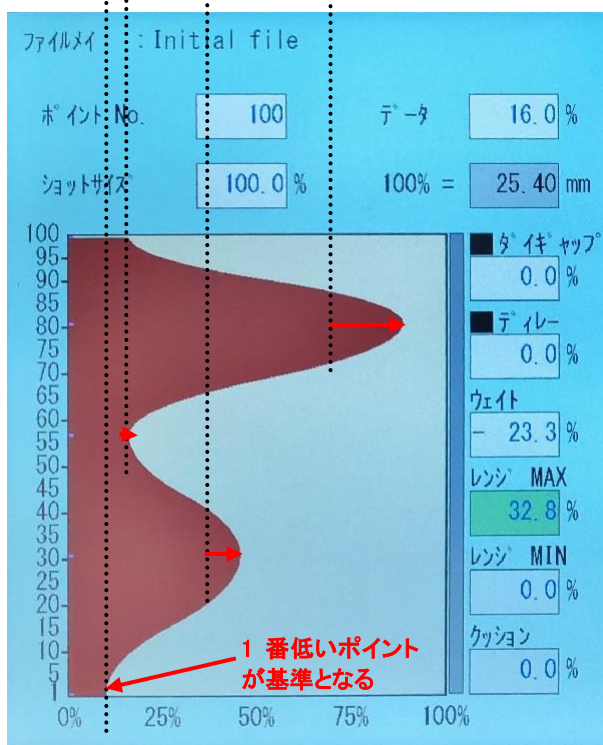 ファイルメイ : Initial file
ポイント No. 100 データ 16.0 %
ショットサイズ 100.0 % 100% = 25.40 mm
100
95
90
85
80
75
70
65
60
55
50
45
40
35
30
25
20
15
10
5
1
0% 25% 50% 75% 100%
ダイギャップ
0.0 %
ディレー
0.0 %
ウェイト
- 23.3 %
レンジ MAX
32.8 %
レンジ MIN
0.0 %
クッション
0.0 %
1 番低いポイント
が基準となる